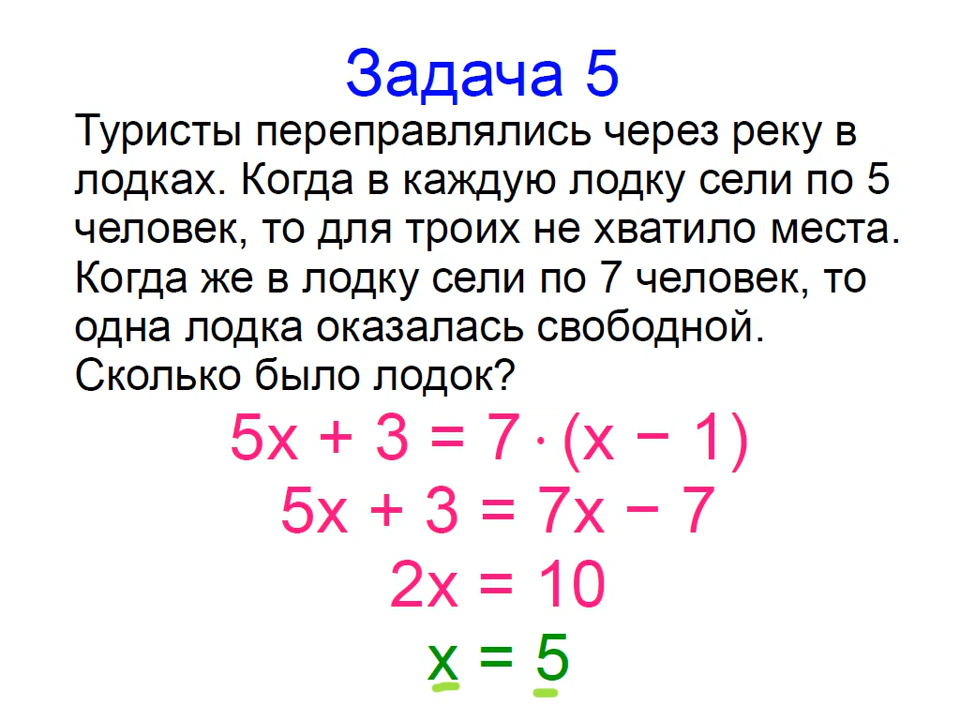 Задача 5
Туристы переправлялись через реку в
лодках. Когда в каждую лодку сели по 5
человек, то для троих не хватило места.
Когда же в лодку сели по 7 человек, то
одна лодка оказалась свободной.
Сколько было лодок?
5x + 3 = 7 · (x − 1)
5x + 3 = 7x − 7
2x = 10
x = 5